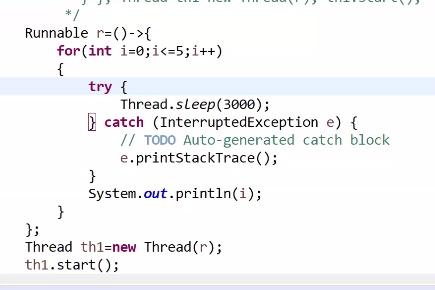 } }; Thread th1 new Thread(r); th1.start();
*/
Runnable r=()->{
for(int i=0;i<=5;i++)
{
try {
Thread.sleep(3000);
} catch (InterruptedException e) {
// TODO Auto-generated catch block
e.printStackTrace();
}
System.out.println(i);
}
};
Thread th1=new Thread(r);
th1.start();